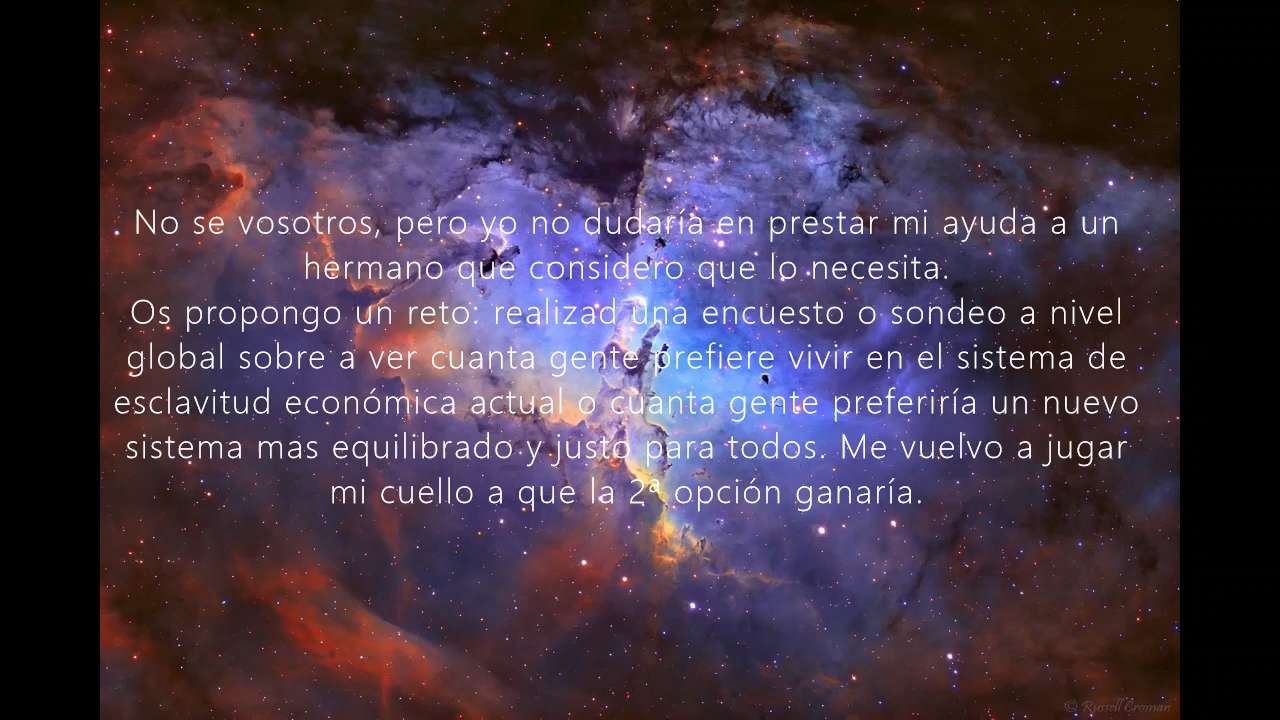 No se vosotros, pero yo no dudaría en prestar mi ayuda a un
hermano que considero que lo necesita.
Os propongo un reto: realizad una encuesto o sondeo a nivel
global sobre a ver cuanta gente prefiere vivir en el sistema de
esclavitud económica actual o cuanta gente preferiría un nuevo
sistema mas equilibrado y justo para todos. Me vuelvo a jugar
mi cuello a que la 2ª opción ganaría.
© Russell Croman